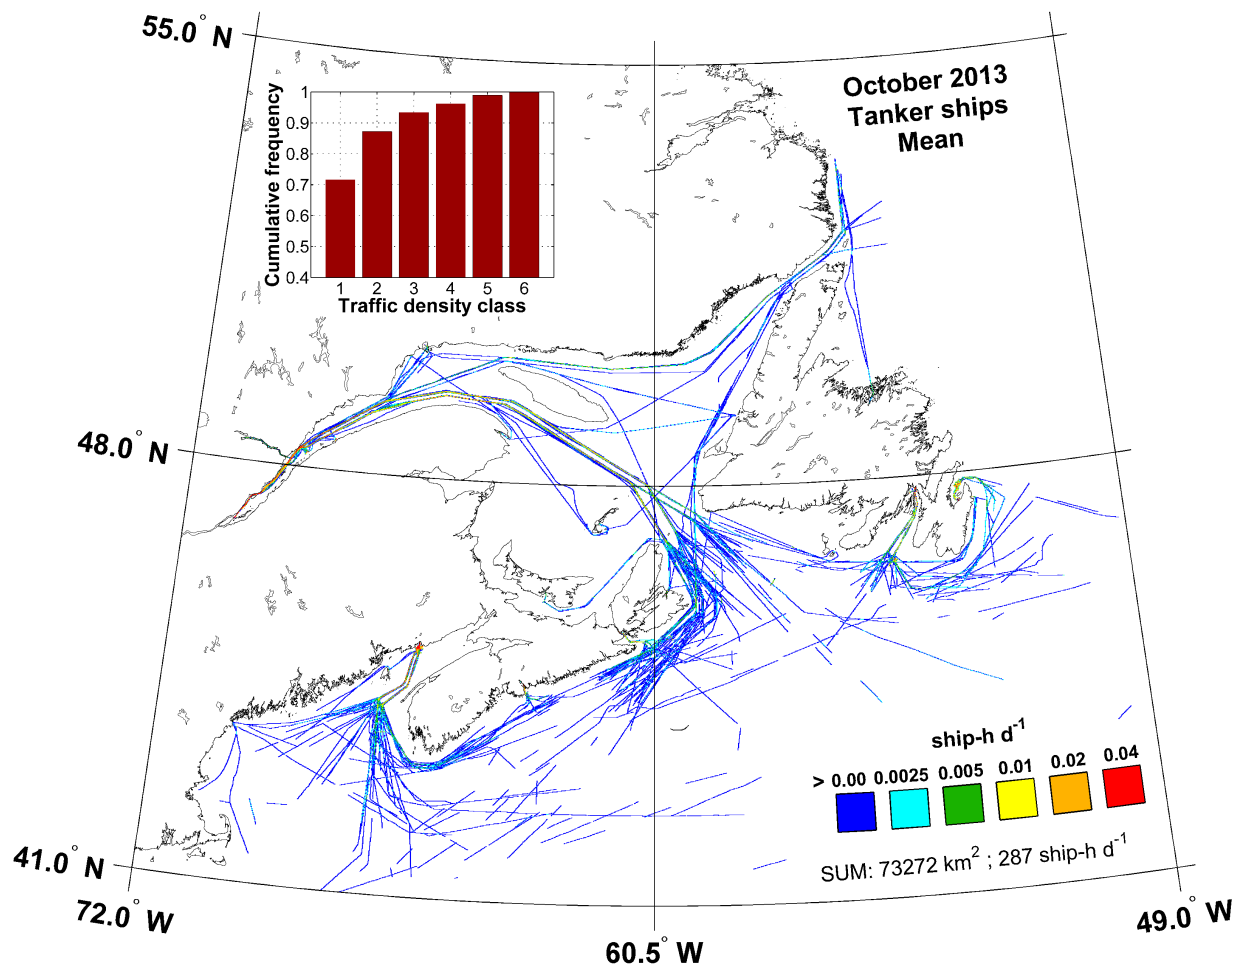 55.0° N
October 2013
Tanker ships
Mean
Cumulative frequency
1
0.9
0.8
0.7
0.6
0.5
0.4
1 2 3 4 5 6
Traffic density class
48.0° N
ship-h d⁻¹
> 0.00 0.0025 0.005 0.01 0.02 0.04
SUM: 73272 km² ; 287 ship-h d⁻¹
41.0° N
72.0° W
60.5° W
49.0° W